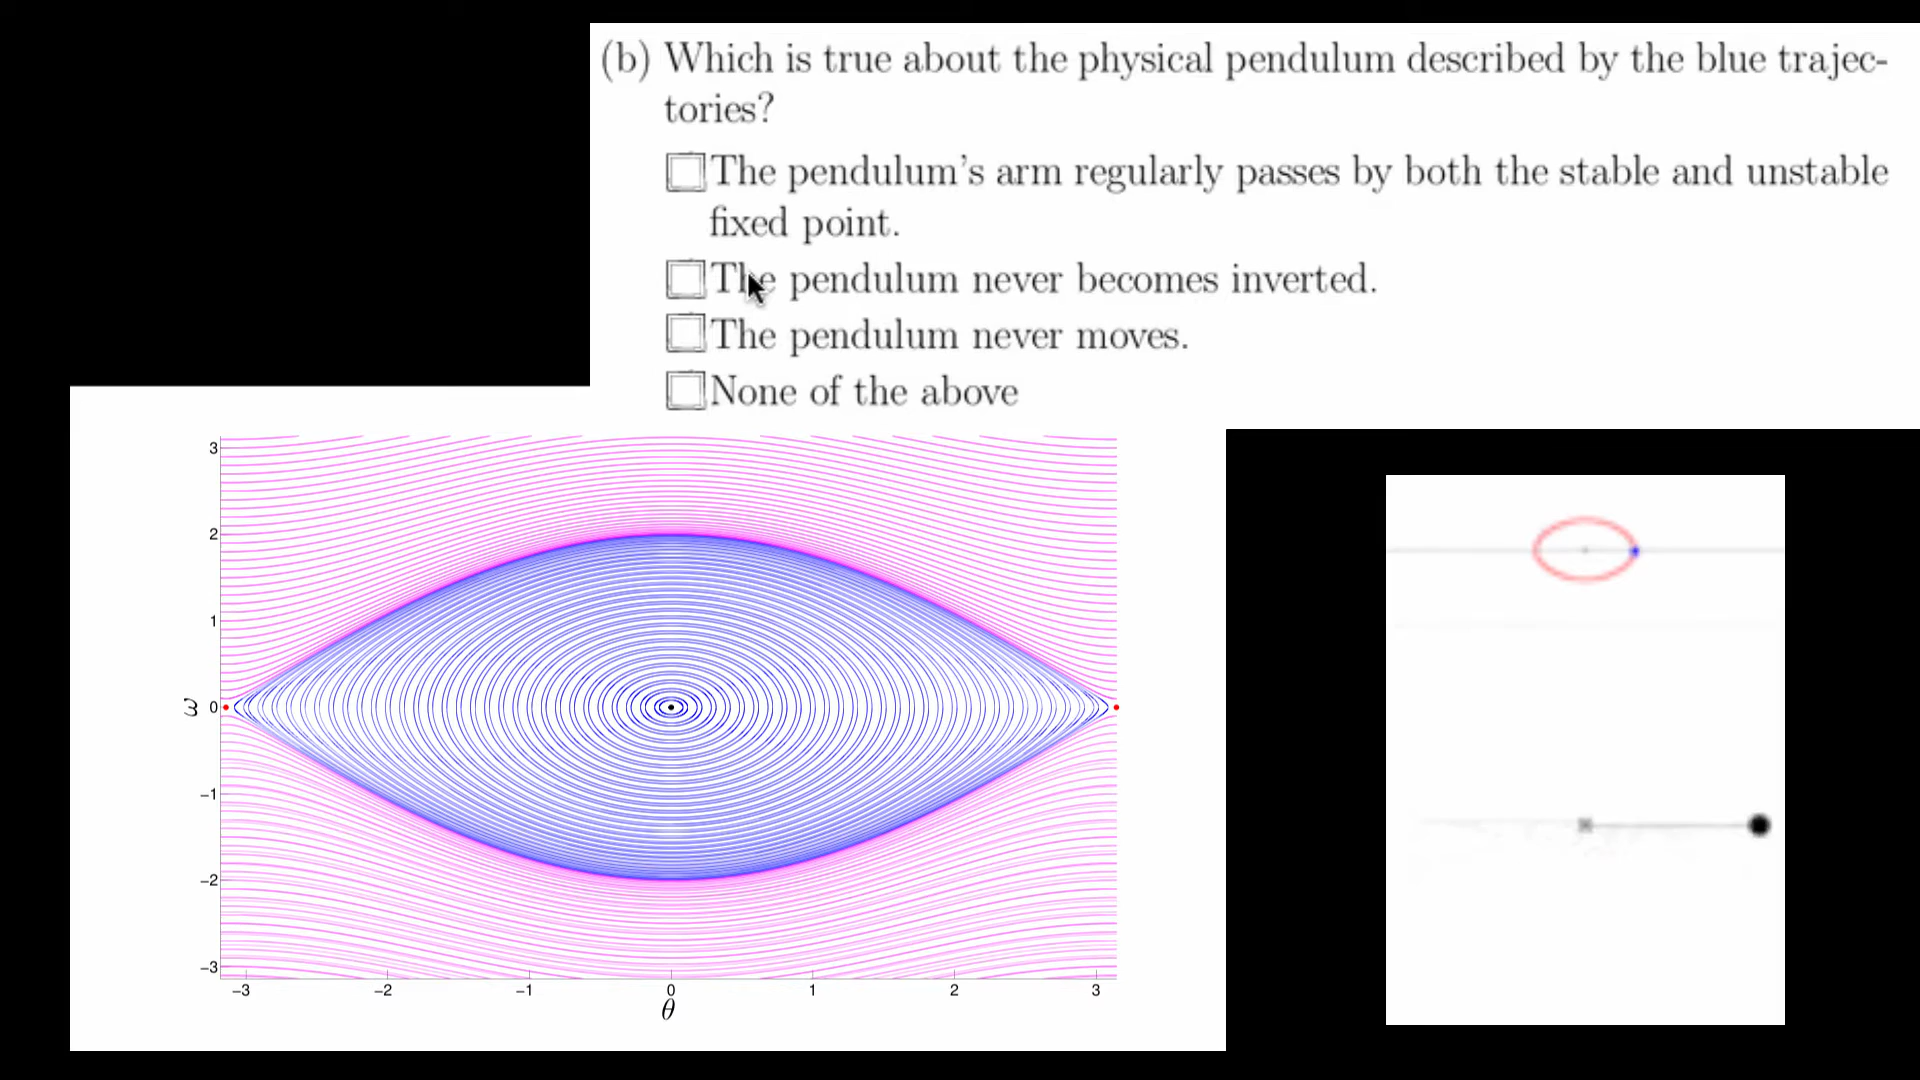 (b) Which is true about the physical pendulum described by the blue trajec-
tories?
The pendulum's arm regularly passes by both the stable and unstable
fixed point.
The pendulum never becomes inverted.
The pendulum never moves.
None of the above
3
2
1
ω 0
−1
−2
−3
−3 −2 −1 0 1 2 3
θ